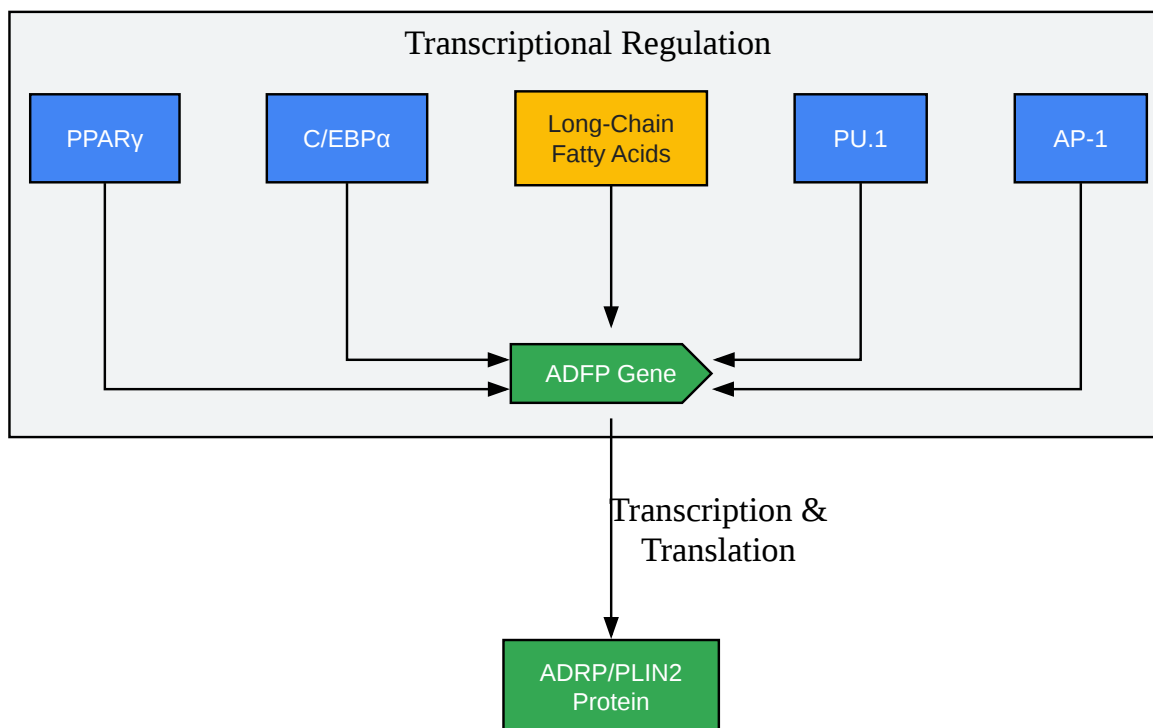 Transcriptional Regulation
PPARγ
C/EBPα
Long-Chain
Fatty Acids
PU.1
AP-1
ADFP Gene
Transcription &
Translation
ADRP/PLIN2
Protein